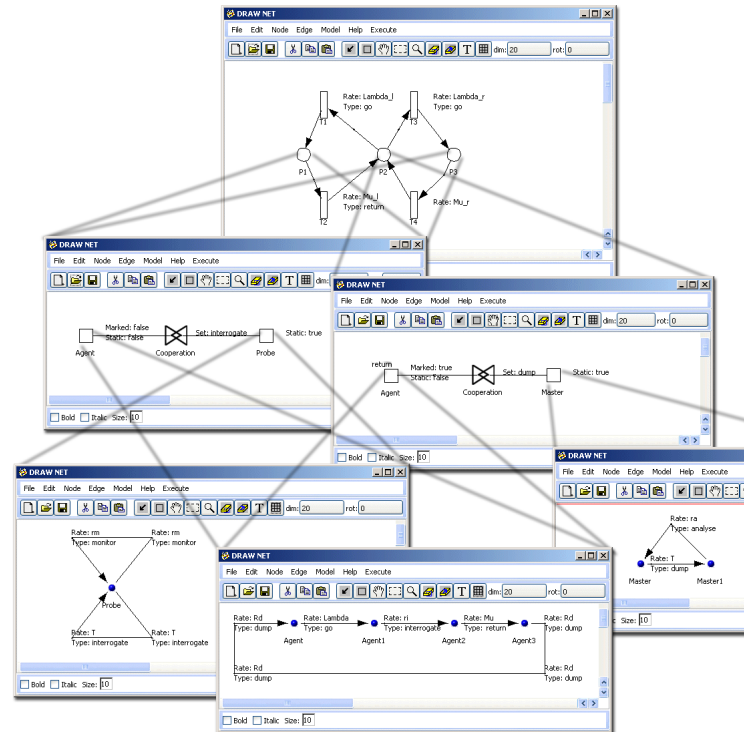 DRAW NET
File Edit Node Edge Model Help Execute
T dim: 20 rot: 0
Rate: Lambda_l
Type: go
Rate: Lambda_r
Type: go
T1
T3
P1
P2
P3
Rate: Mu_l
Type: return
Rate: Mu_r
T2
T4
DRAW NET
File Edit Node Edge Model Help Execute
T
Marked: false
Static: false
Set: interrogate
Static: true
Agent
Cooperation
Probe
Bold Italic Size: 10
DRAW NET
File Edit Node Edge Model Help Execute
T dim: 20 rot: 0
return
Marked: true
Static: false
Set: dump
Static: true
Agent
Cooperation
Master
Bold Italic Size: 10
DRAW NET
File Edit Node Edge Model Help Execute
T dim: 20 rot: 0
Rate: rm
Type: monitor
Rate: rm
Type: monitor
Probe
Rate: T
Type: interrogate
Rate: T
Type: interrogate
Bold Italic Size: 10
DRAW NET
File Edit Node Edge Model Help Execute
Rate: ra
Type: analyse
Rate: T
Type: dump
Master
Master1
Size: 10
DRAW NET
File Edit Node Edge Model Help Execute
T dim: 20 rot: 0
Rate: Rd
Type: dump
Rate: Lambda
Type: go
Rate: ri
Type: interrogate
Rate: Mu
Type: return
Rate: Rd
Type: dump
Agent
Agent1
Agent2
Agent3
Rate: Rd
Type: dump
Rate: Rd
Type: dump
Bold Italic Size: 10